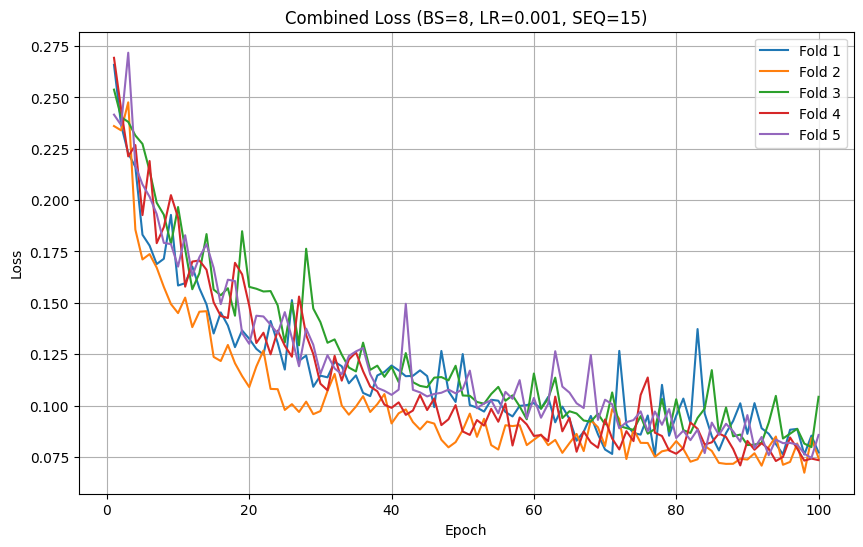 Combined Loss (BS=8, LR=0.001, SEQ=15)
0.275
0.250
0.225
0.200
0.175
0.150
0.125
0.100
0.075
Loss
Fold 1
Fold 2
Fold 3
Fold 4
Fold 5
0 20 40 60 80 100
Epoch